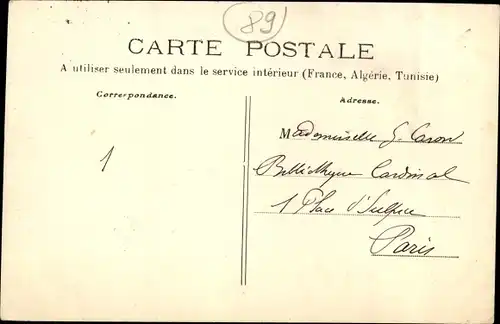 89
CARTE POSTALE
A utiliser seulement dans le service intérieur (France, Algérie, Tunisie)
Correspondance.
Adresse.
Mademoiselle G. Caron
Bibliothèque Cardinal
1
1 Place St Sulpice
Paris